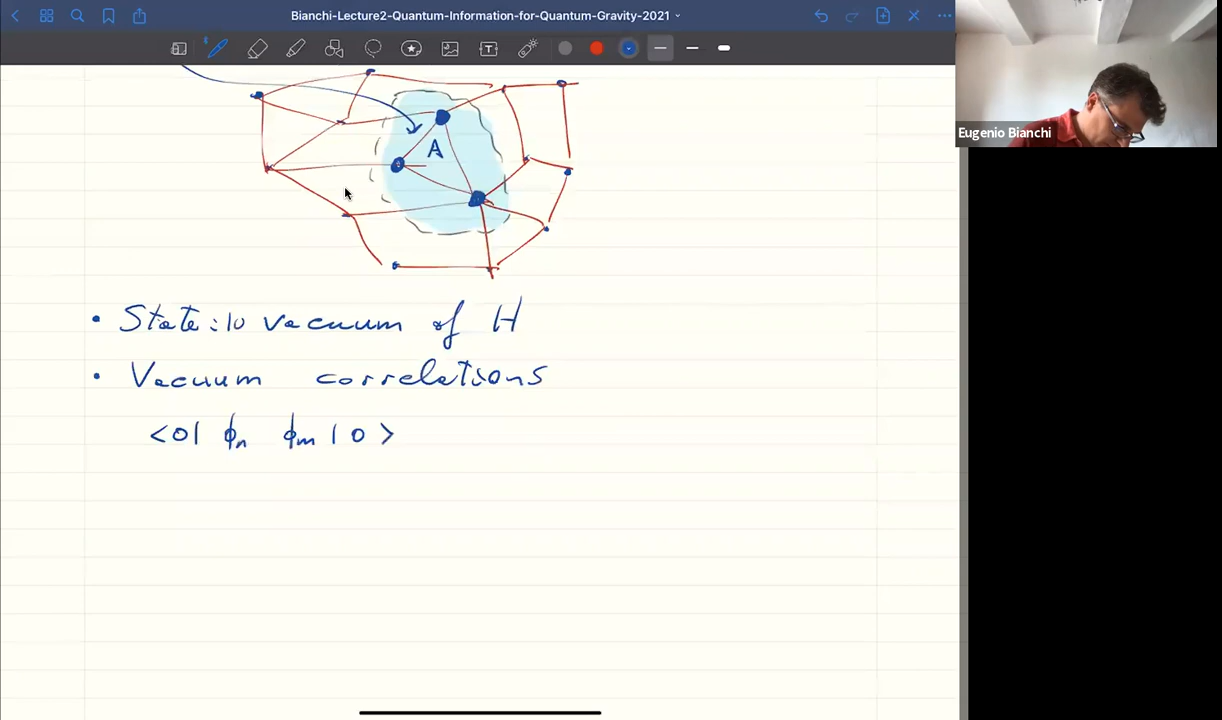 Bianchi-Lecture2-Quantum-Information-for-Quantum-Gravity-2021
T
Eugenio Bianchi
A
• State: 10 vacuum of H
• Vacuum correlations
<0| ϕn ϕm | 0 >